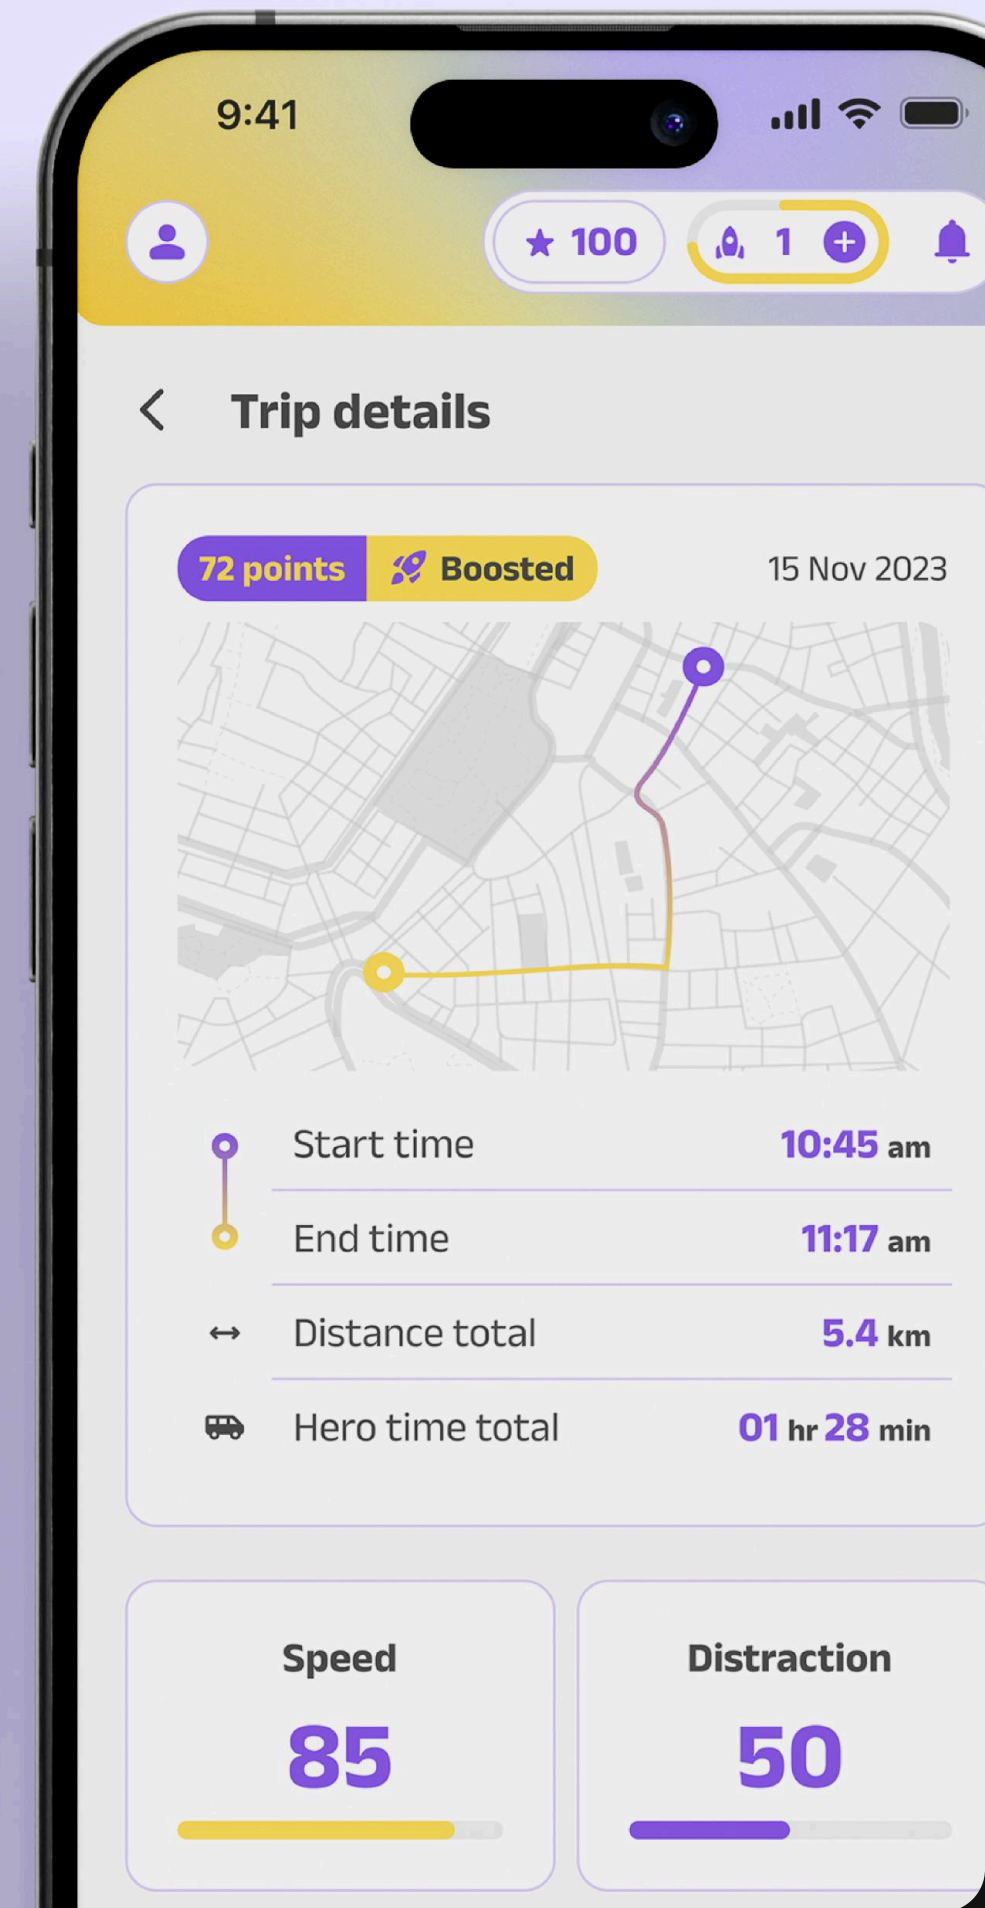 9:41
100
1
Trip details
72 points Boosted 15 Nov 2023
Start time 10:45 am
End time 11:17 am
Distance total 5.4 km
Hero time total 01 hr 28 min
Speed Distraction
85 50